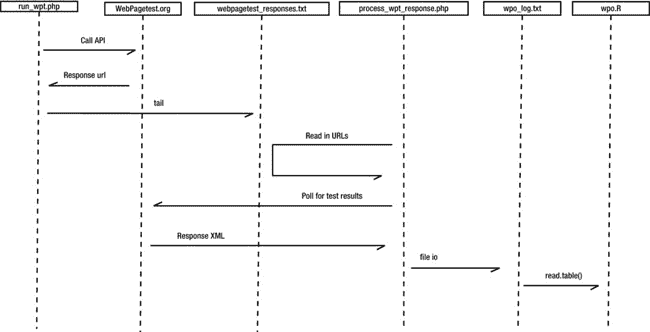 run_wpt.php
WebPagetest.org
webpagetest_responses.txt
process_wpt_response.php
wpo_log.txt
wpo.R
Call API
Response url
tail
Read in URLs
Poll for test results
Response XML
file io
read.table()